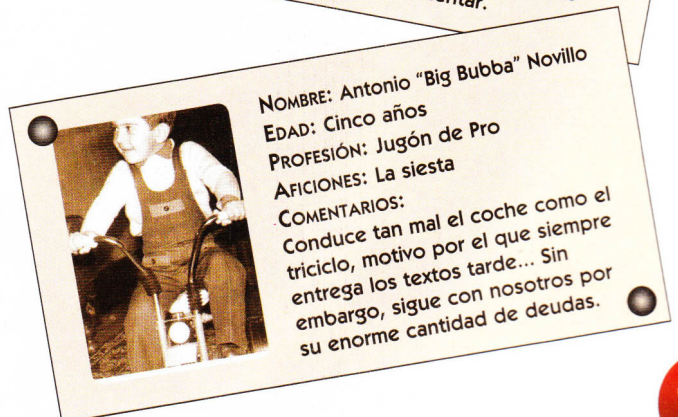 NOMBRE: Antonio "Big Bubba" Novillo
EDAD: Cinco años
PROFESIÓN: Jugón de Pro
AFICIONES: La siesta
COMENTARIOS:
Conduce tan mal el coche como el
triciclo, motivo por el que siempre
entrega los textos tarde... Sin
embargo, sigue con nosotros por
su enorme cantidad de deudas.